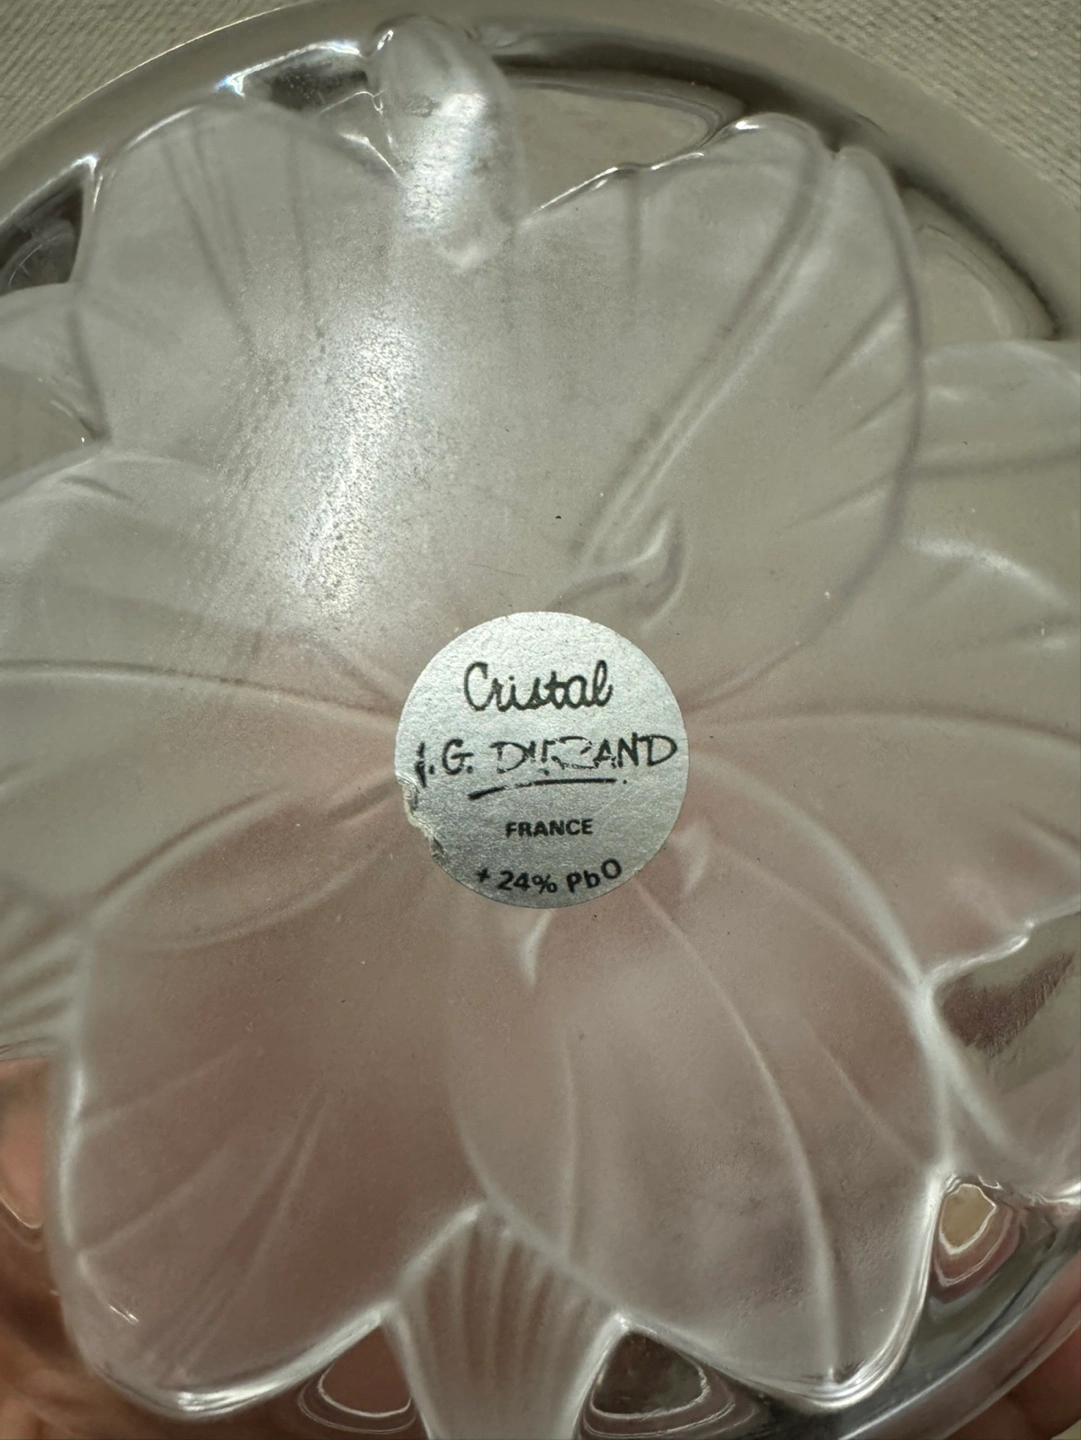 Cristal
J.G. DURAND
FRANCE
+ 24% PbO